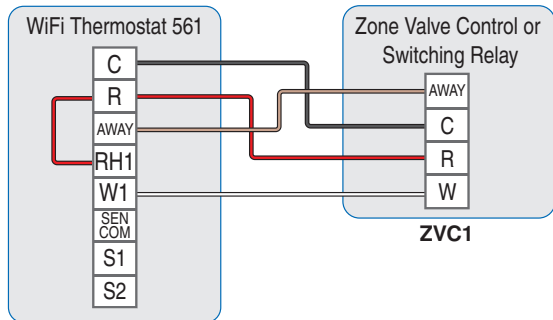 WiFi Thermostat 561
C
R
AWAY
RH1
W1
SEN
COM
S1
S2
Zone Valve Control or
Switching Relay
AWAY
C
R
W
ZVC1